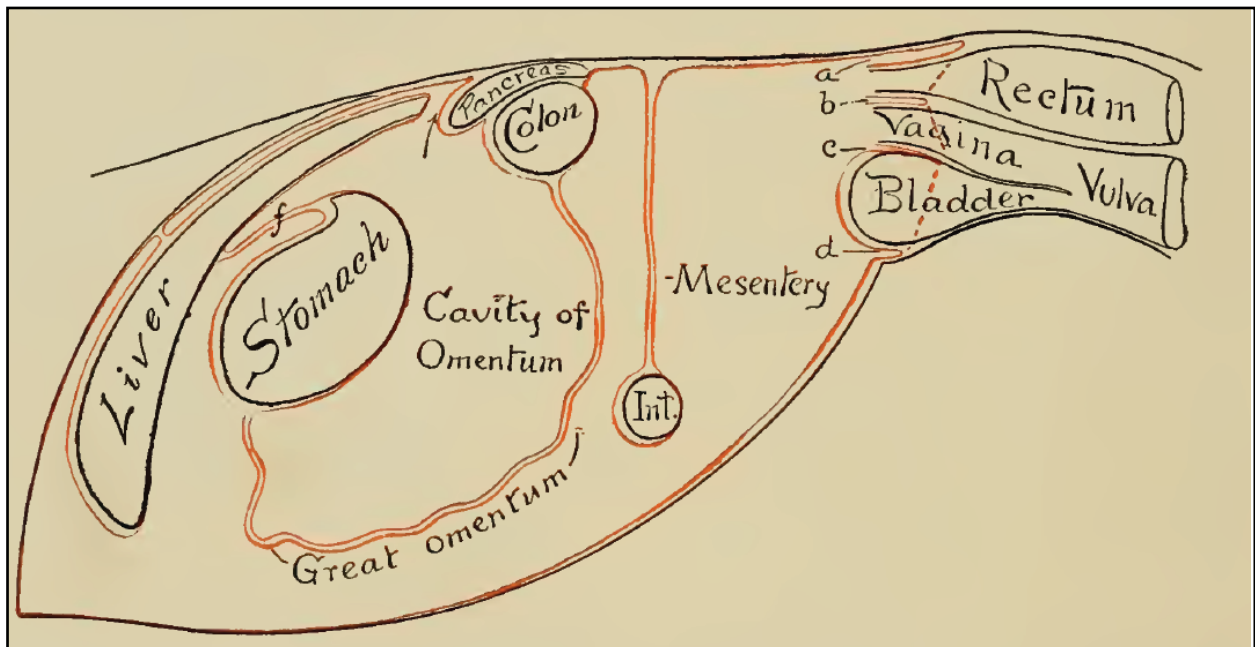 Pancreas
Colon
a
Rectum
b
Vagina
c
Bladder
Vulva
d
f
Stomach
Liver
Cavity of
Omentum
-Mesentery
Int.
Great omentum